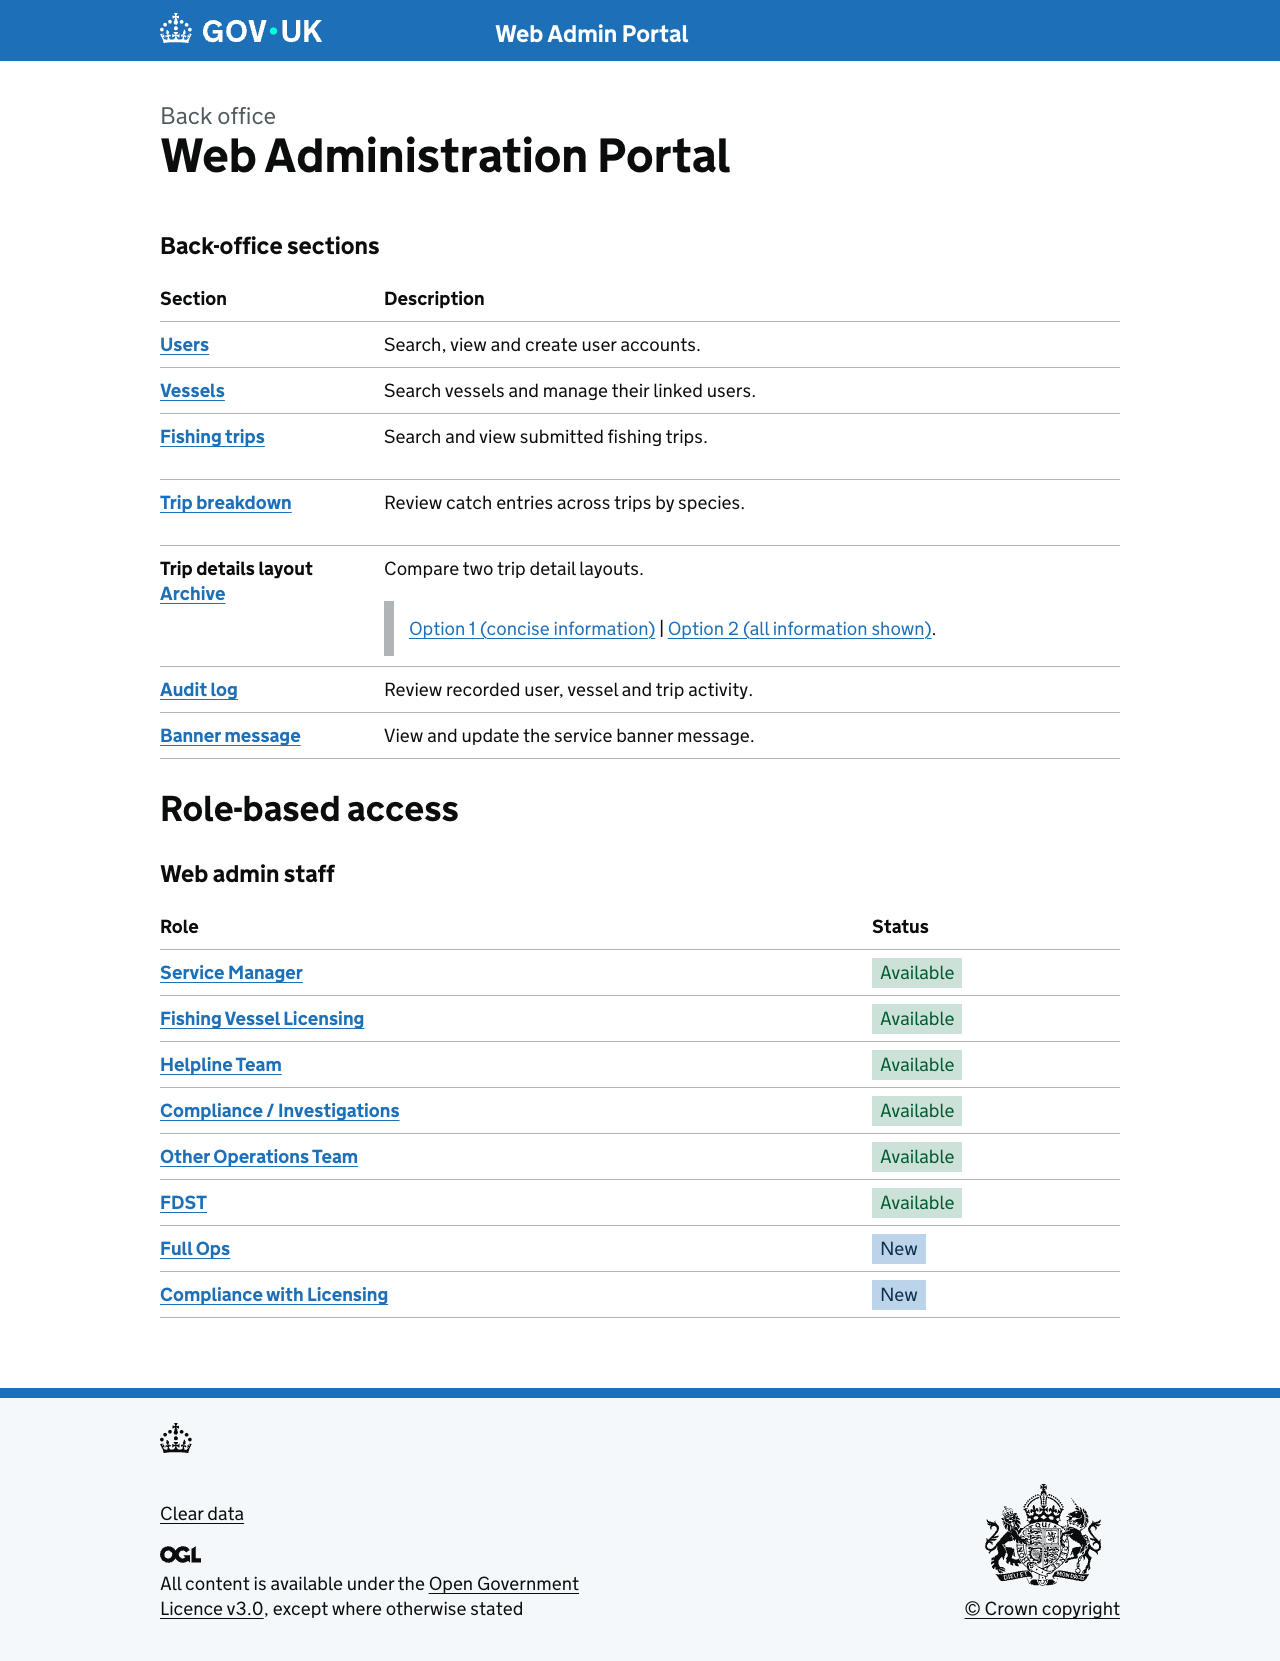 GOV·UK
Web Admin Portal
Back office
Web Administration Portal
Back-office sections
Section Description
Users Search, view and create user accounts.
Vessels Search vessels and manage their linked users.
Fishing trips Search and view submitted fishing trips.
Trip breakdown Review catch entries across trips by species.
Trip details layout Compare two trip detail layouts.
Archive
Option 1 (concise information) | Option 2 (all information shown).
Audit log Review recorded user, vessel and trip activity.
Banner message View and update the service banner message.
Role-based access
Web admin staff
Role Status
Service Manager Available
Fishing Vessel Licensing Available
Helpline Team Available
Compliance / Investigations Available
Other Operations Team Available
FDST Available
Full Ops New
Compliance with Licensing New
Clear data
OGL
All content is available under the Open Government
Licence v3.0, except where otherwise stated
© Crown copyright